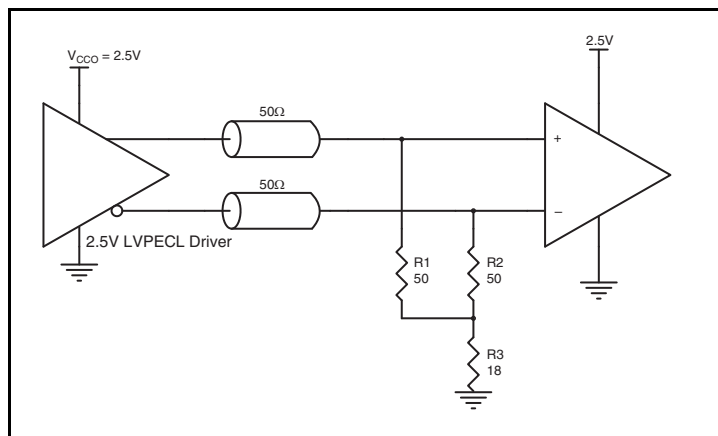 V_CCO = 2.5V
2.5V
50Ω
+
50Ω
−
2.5V LVPECL Driver
R1
50
R2
50
R3
18